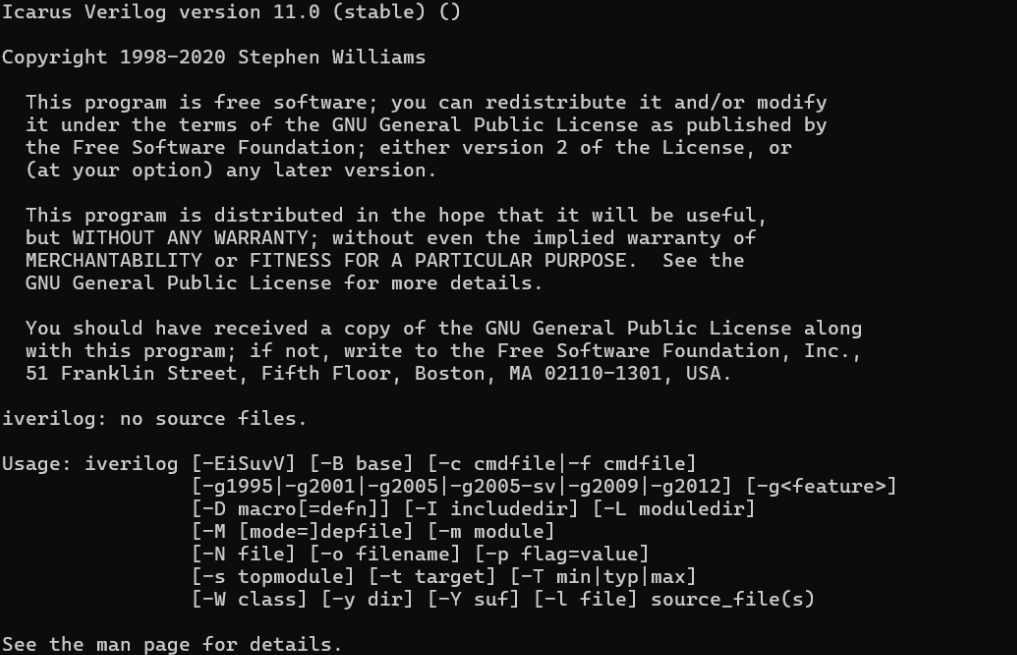 Icarus Verilog version 11.0 (stable) ()
Copyright 1998-2020 Stephen Williams
This program is free software; you can redistribute it and/or modify
it under the terms of the GNU General Public License as published by
the Free Software Foundation; either version 2 of the License, or
(at your option) any later version.
This program is distributed in the hope that it will be useful,
but WITHOUT ANY WARRANTY; without even the implied warranty of
MERCHANTABILITY or FITNESS FOR A PARTICULAR PURPOSE.  See the
GNU General Public License for more details.
You should have received a copy of the GNU General Public License along
with this program; if not, write to the Free Software Foundation, Inc.,
51 Franklin Street, Fifth Floor, Boston, MA 02110-1301, USA.
iverilog: no source files.
Usage: iverilog [-EiSuvV] [-B base] [-c cmdfile|-f cmdfile]
[-g1995|-g2001|-g2005|-g2005-sv|-g2009|-g2012] [-g<feature>]
[-D macro[=defn]] [-I includedir] [-L moduledir]
[-M [mode=]depfile] [-m module]
[-N file] [-o filename] [-p flag=value]
[-s topmodule] [-t target] [-T min|typ|max]
[-W class] [-y dir] [-Y suf] [-l file] source_file(s)
See the man page for details.